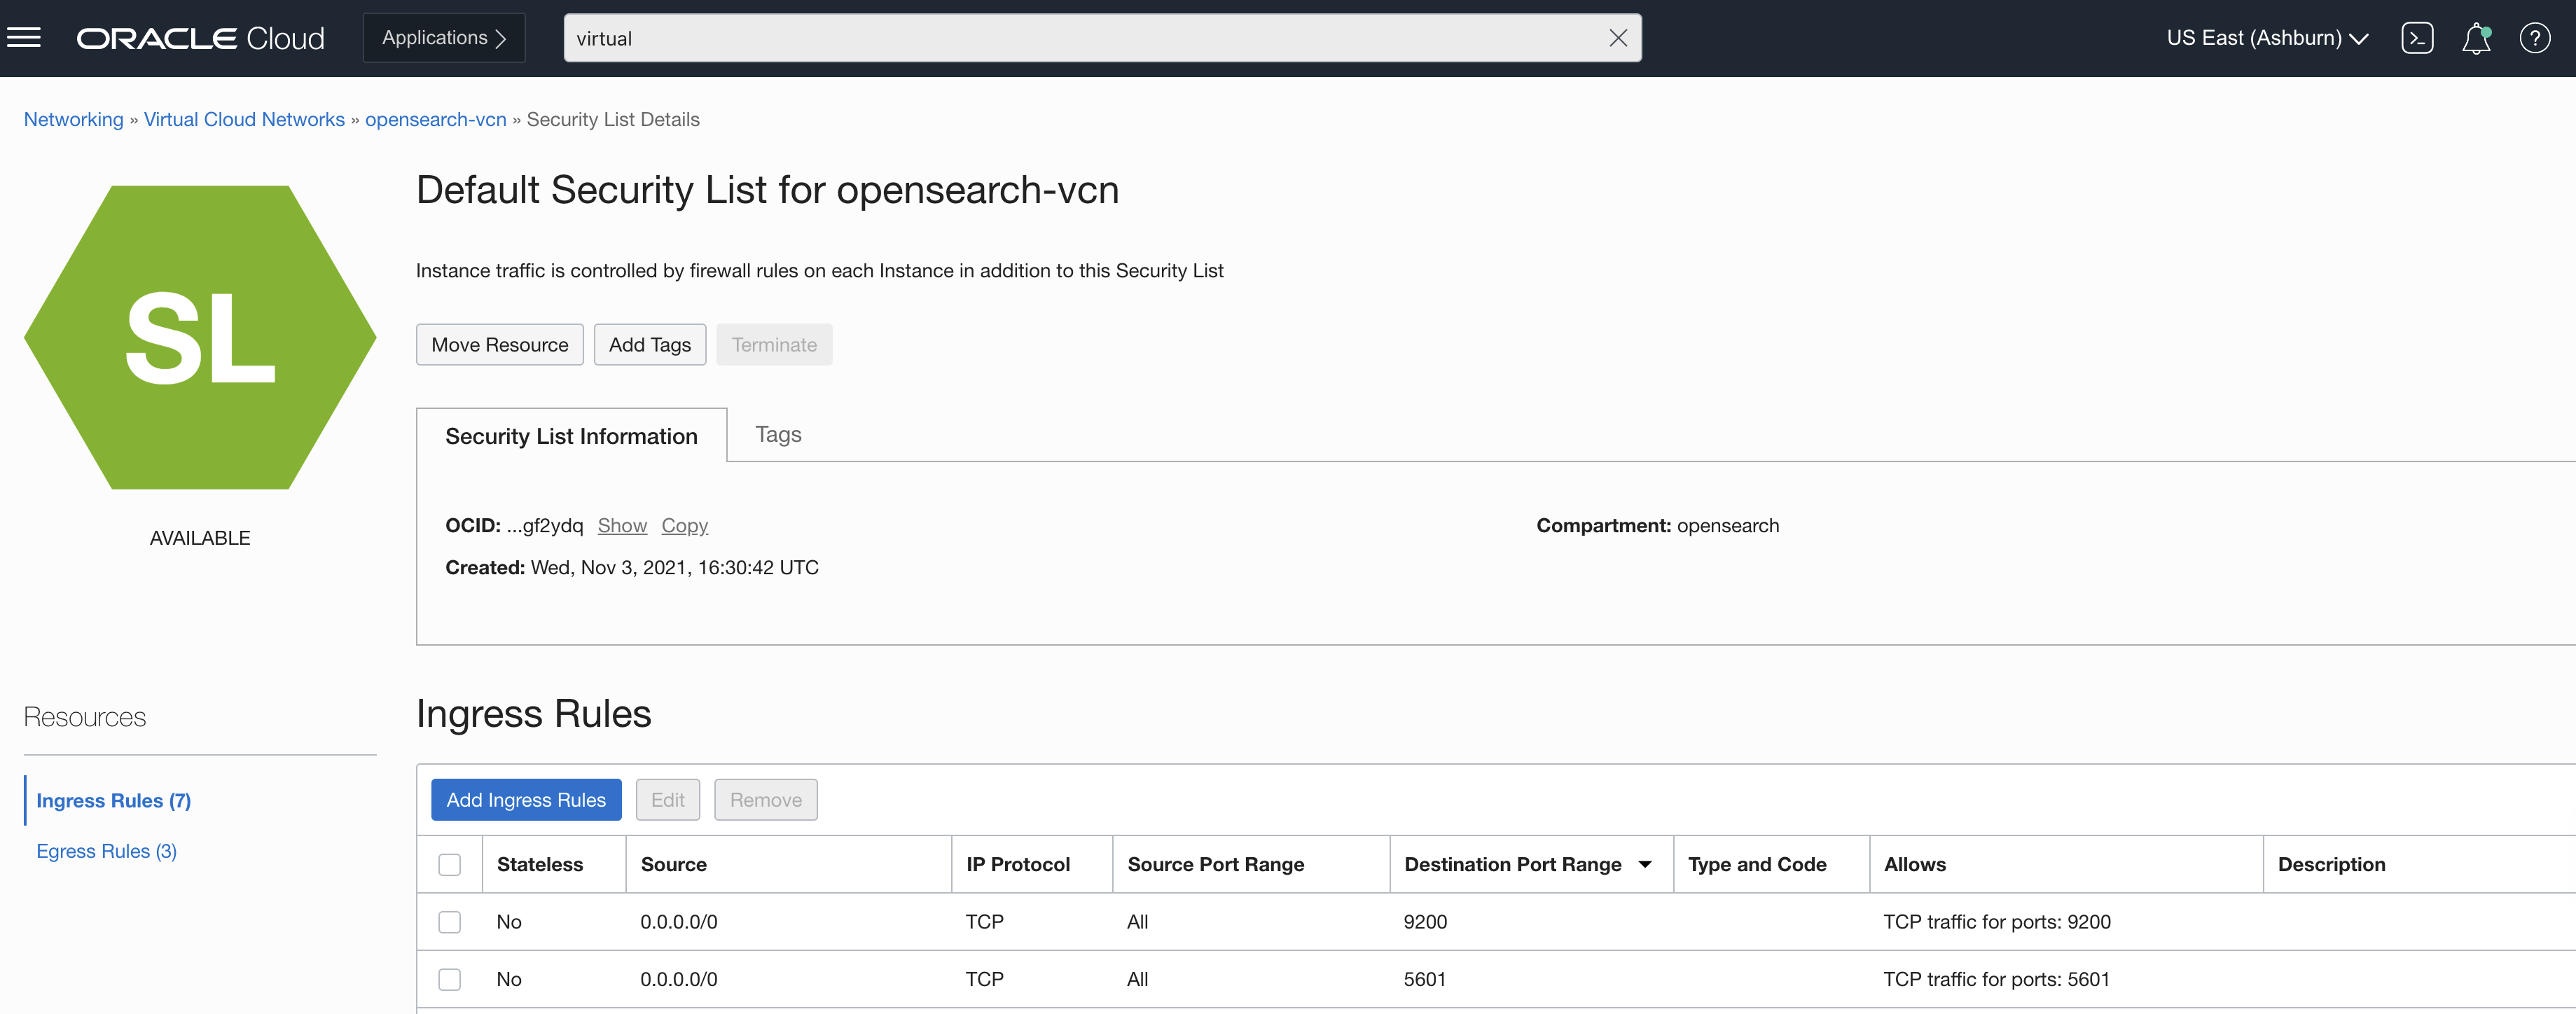 ORACLE Cloud
Applications
virtual
US East (Ashburn)
Networking » Virtual Cloud Networks » opensearch-vcn » Security List Details
SL
AVAILABLE
Default Security List for opensearch-vcn
Instance traffic is controlled by firewall rules on each Instance in addition to this Security List
Move Resource Add Tags Terminate
Security List Information Tags
OCID: ...gf2ydq Show Copy Compartment: opensearch
Created: Wed, Nov 3, 2021, 16:30:42 UTC
Resources
Ingress Rules (7)
Egress Rules (3)
Ingress Rules
Add Ingress Rules Edit Remove
Stateless Source IP Protocol Source Port Range Destination Port Range Type and Code Allows Description
No 0.0.0.0/0 TCP All 9200 TCP traffic for ports: 9200
No 0.0.0.0/0 TCP All 5601 TCP traffic for ports: 5601